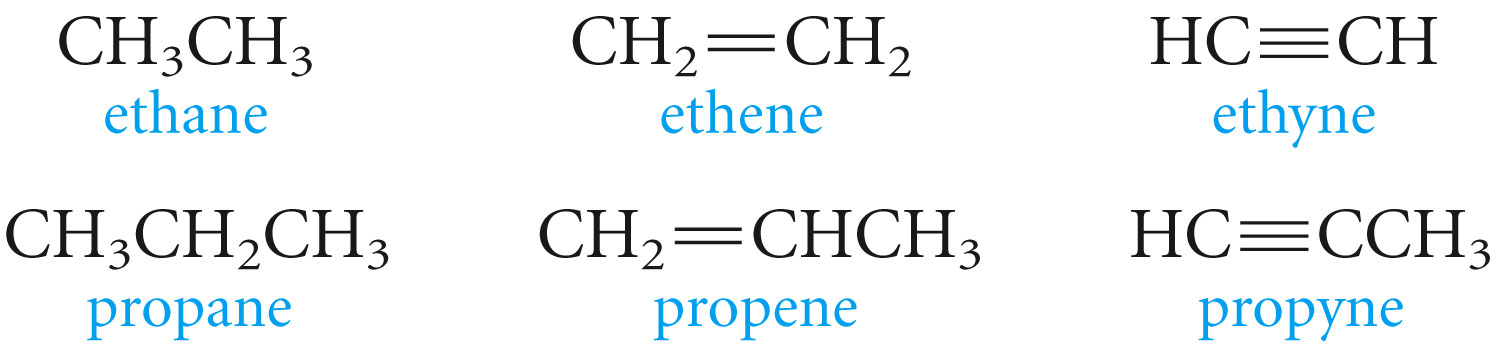 CH₃CH₃ CH₂=CH₂ HC≡CH
ethane ethene ethyne
CH₃CH₂CH₃ CH₂=CHCH₃ HC≡CCH₃
propane propene propyne